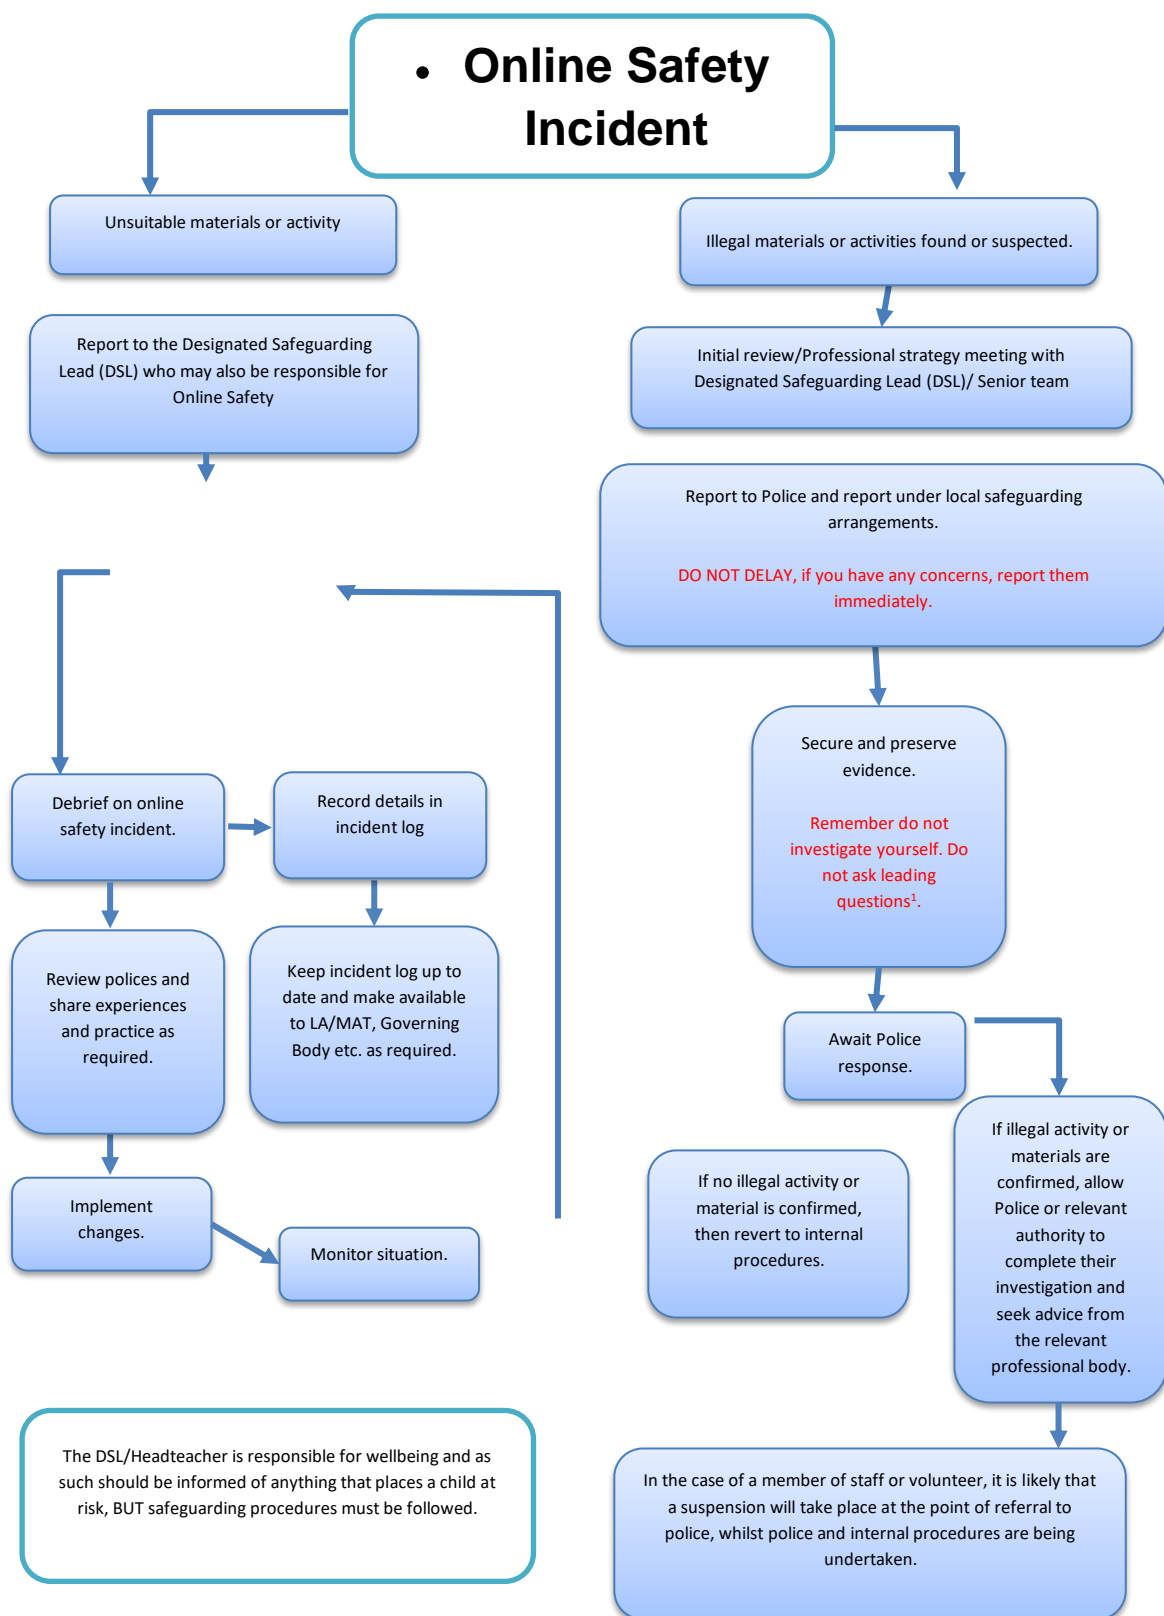 • Online Safety
Incident
Unsuitable materials or activity
Illegal materials or activities found or suspected.
Report to the Designated Safeguarding
Lead (DSL) who may also be responsible for
Online Safety
Initial review/Professional strategy meeting with
Designated Safeguarding Lead (DSL)/ Senior team
Report to Police and report under local safeguarding
arrangements.
DO NOT DELAY, if you have any concerns, report them
immediately.
Secure and preserve
evidence.
Remember do not
investigate yourself. Do
not ask leading
questions¹.
Debrief on online
safety incident.
Record details in
incident log
Review polices and
share experiences
and practice as
required.
Keep incident log up to
date and make available
to LA/MAT, Governing
Body etc. as required.
Await Police
response.
Implement
changes.
Monitor situation.
If no illegal activity or
material is confirmed,
then revert to internal
procedures.
If illegal activity or
materials are
confirmed, allow
Police or relevant
authority to
complete their
investigation and
seek advice from
the relevant
professional body.
The DSL/Headteacher is responsible for wellbeing and as
such should be informed of anything that places a child at
risk, BUT safeguarding procedures must be followed.
In the case of a member of staff or volunteer, it is likely that
a suspension will take place at the point of referral to
police, whilst police and internal procedures are being
undertaken.